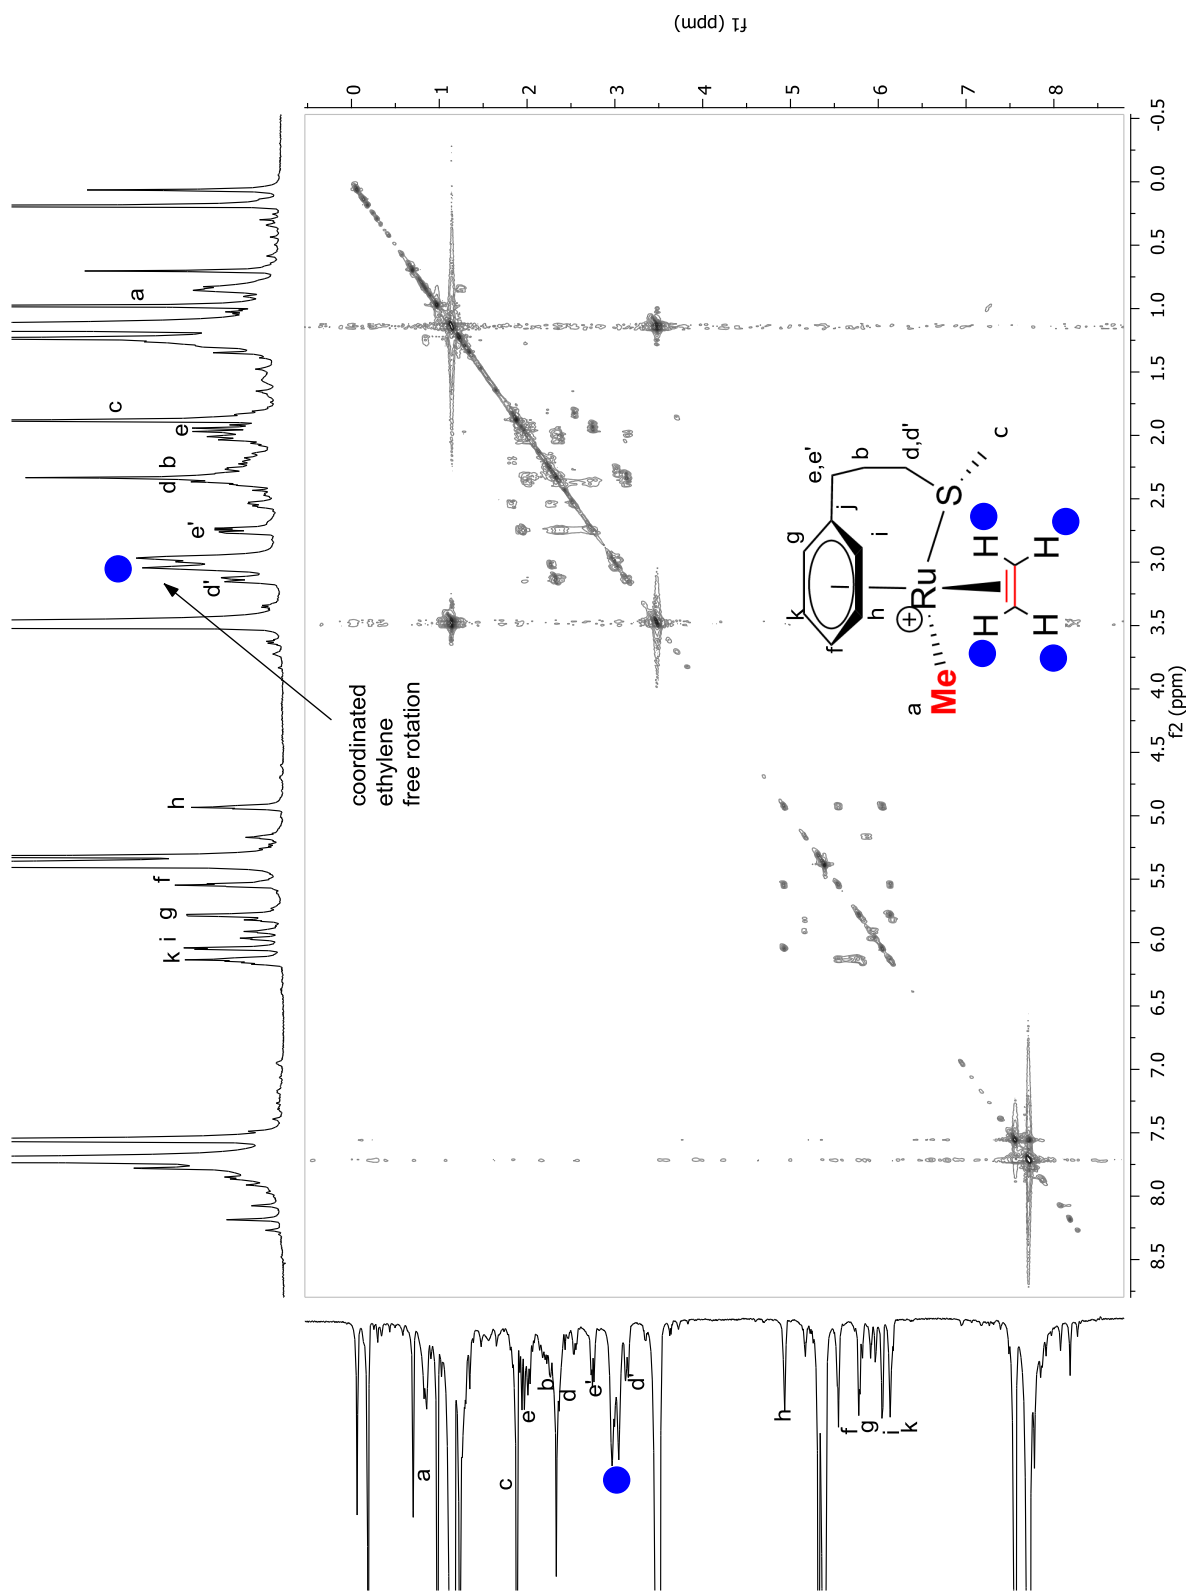 f1 (ppm)
0
1
2
3
4
5
6
7
8
-0.5
0.0
0.5
1.0
1.5
2.0
2.5
3.0
3.5
4.0
4.5
5.0
5.5
6.0
6.5
7.0
7.5
8.0
8.5
f2 (ppm)
k
i
g
f
h
d'
e'
d
b
e
c
a
coordinated
ethylene
free rotation
a
c
e
b
d
e'
d'
h
f
g
i
k
e,e'
b
d,d'
c
j
g
i
k
h
f
S
+
Ru
a
Me
H
H
H
H